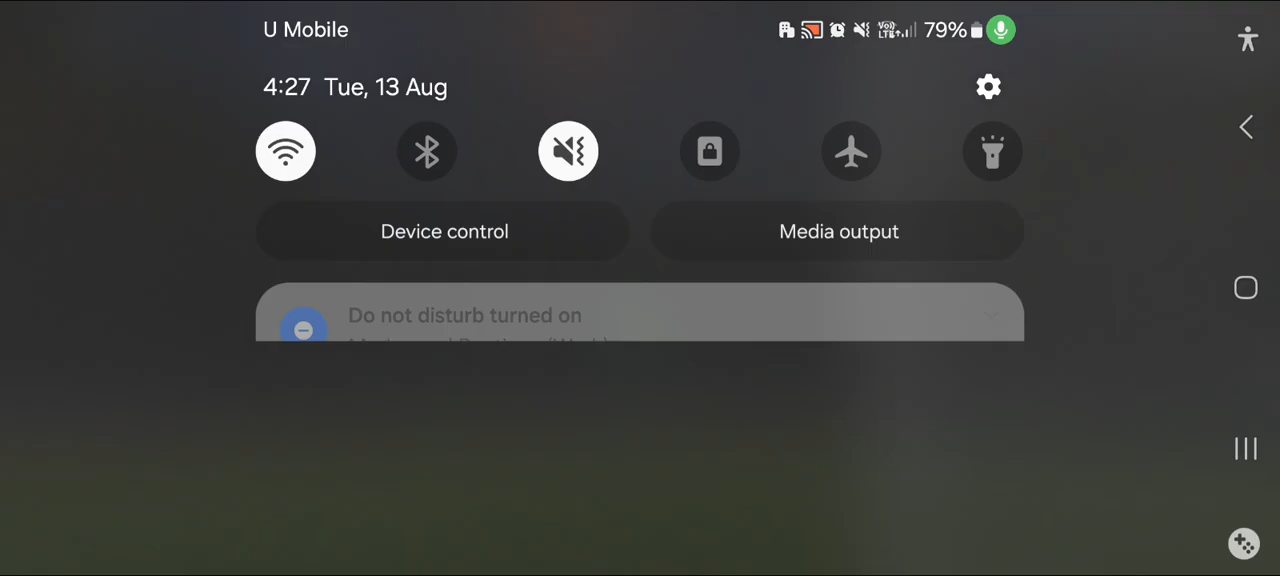 U Mobile
79%
4:27 Tue, 13 Aug
Device control
Media output
Do not disturb turned on